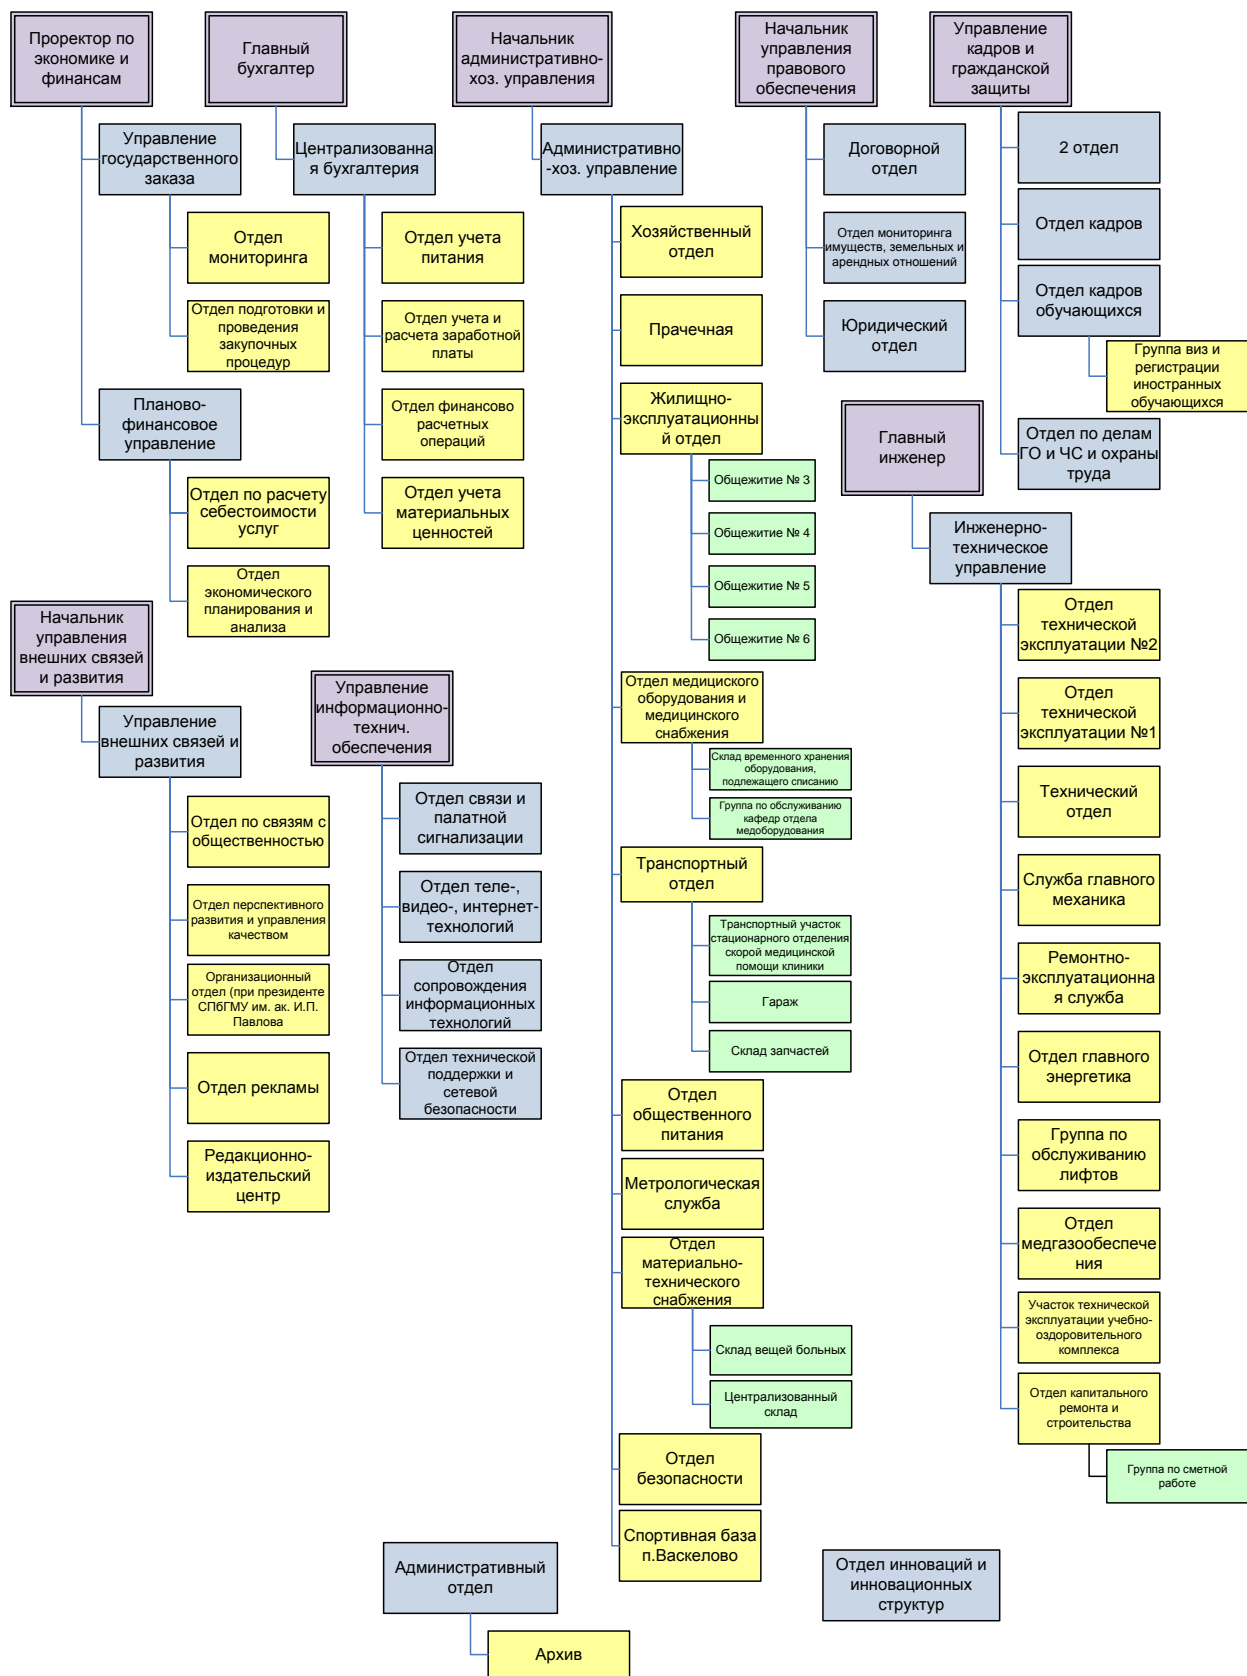 Проректор по
экономике и
финансам
Главный
бухгалтер
Начальник
административно-
хоз. управления
Начальник
управления
правового
обеспечения
Управление
кадров и
гражданской
защиты
Управление
государственного
заказа
Централизованна
я бухгалтерия
Административно
-хоз. управление
Договорной
отдел
2 отдел
Отдел
мониторинга
Отдел учета
питания
Хозяйственный
отдел
Отдел мониторинга
имуществ, земельных и
арендных отношений
Отдел кадров
Отдел подготовки и
проведения
закупочных
процедур
Отдел учета и
расчета заработной
платы
Прачечная
Юридический
отдел
Отдел кадров
обучающихся
Группа виз и
регистрации
иностранных
обучающихся
Планово-
финансовое
управление
Отдел финансово
расчетных
операций
Жилищно-
эксплуатационны
й отдел
Главный
инженер
Отдел по делам
ГО и ЧС и охраны
труда
Отдел по расчету
себестоимости
услуг
Отдел учета
материальных
ценностей
Общежитие № 3
Общежитие № 4
Общежитие № 5
Общежитие № 6
Инженерно-
техническое
управление
Отдел
экономического
планирования и
анализа
Начальник
управления
внешних связей
и развития
Управление
информационно-
технич.
обеспечения
Отдел медициского
оборудования и
медицинского
снабжения
Отдел
технической
эксплуатации №2
Отдел
технической
эксплуатации №1
Управление
внешних связей и
развития
Склад временного хранения
оборудования,
подлежащего списанию
Группа по обслуживанию
кафедр отдела
медоборудования
Отдел связи и
палатной
сигнализации
Технический
отдел
Отдел по связям с
общественностью
Транспортный
отдел
Служба главного
механика
Отдел перспективного
развития и управления
качеством
Отдел теле-,
видео-, интернет-
технологий
Транспортный участок
стационарного отделения
скорой медицинской
помощи клиники
Ремонтно-
эксплуатационна
я служба
Организационный
отдел (при президенте
СПбГМУ им. ак. И.П.
Павлова
Отдел
сопровождения
информационных
технологий
Гараж
Склад запчастей
Отдел главного
энергетика
Отдел рекламы
Отдел технической
поддержки и
сетевой
безопасности
Отдел
общественного
питания
Группа по
обслуживанию
лифтов
Редакционно-
издательский
центр
Метрологическая
служба
Отдел
медгазообеспече
ния
Отдел
материально-
технического
снабжения
Склад вещей больных
Централизованный
склад
Участок технической
эксплуатации учебно-
оздоровительного
комплекса
Отдел капитального
ремонта и
строительства
Отдел
безопасности
Группа по сметной
работе
Спортивная база
п.Васкелово
Административный
отдел
Отдел инноваций и
инновационных
структур
Архив